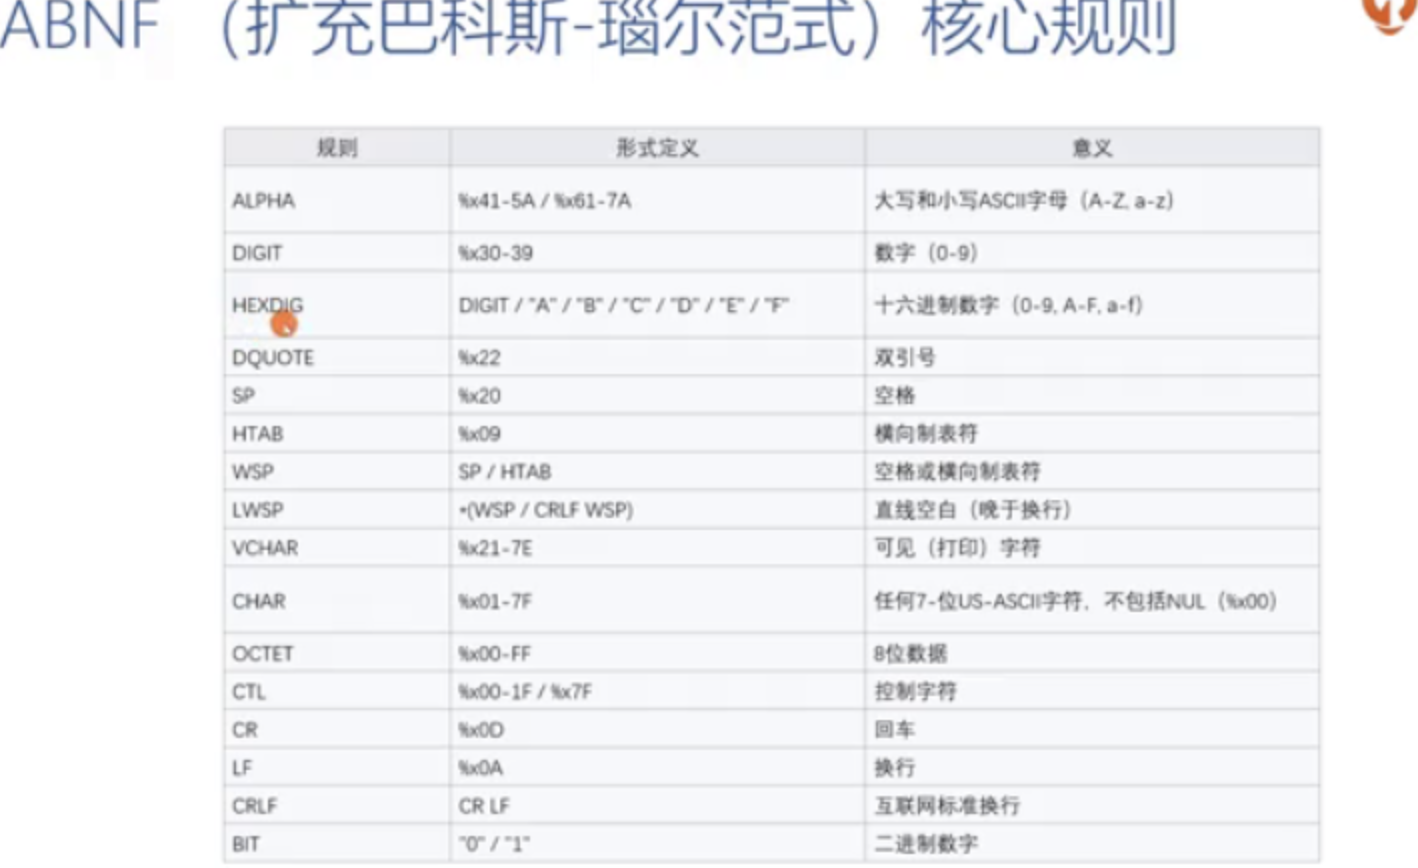 ABNF （扩充巴科斯-瑙尔范式）核心规则
规则 形式定义 意义
ALPHA %x41-5A / %x61-7A 大写和小写ASCII字母（A-Z, a-z）
DIGIT %x30-39 数字（0-9）
HEXDIG DIGIT / "A" / "B" / "C" / "D" / "E" / "F" 十六进制数字（0-9, A-F, a-f）
DQUOTE %x22 双引号
SP %x20 空格
HTAB %x09 横向制表符
WSP SP / HTAB 空格或横向制表符
LWSP *(WSP / CRLF WSP) 直线空白（晚于换行）
VCHAR %x21-7E 可见（打印）字符
CHAR %x01-7F 任何7-位US-ASCII字符，不包括NUL（%x00）
OCTET %x00-FF 8位数据
CTL %x00-1F / %x7F 控制字符
CR %x0D 回车
LF %x0A 换行
CRLF CR LF 互联网标准换行
BIT "0" / "1" 二进制数字